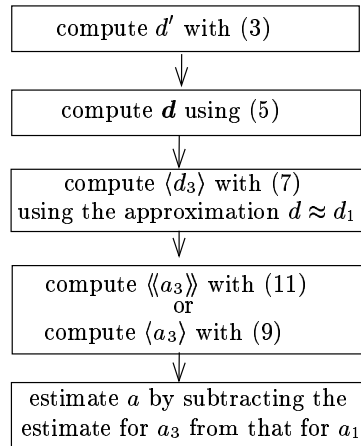 compute d′ with (3)
compute d using (5)
compute ⟨d₃⟩ with (7)
using the approximation d ≈ d₁
compute ⟪a₃⟫ with (11)
or
compute ⟨a₃⟩ with (9)
estimate a by subtracting the
estimate for a₃ from that for a₁